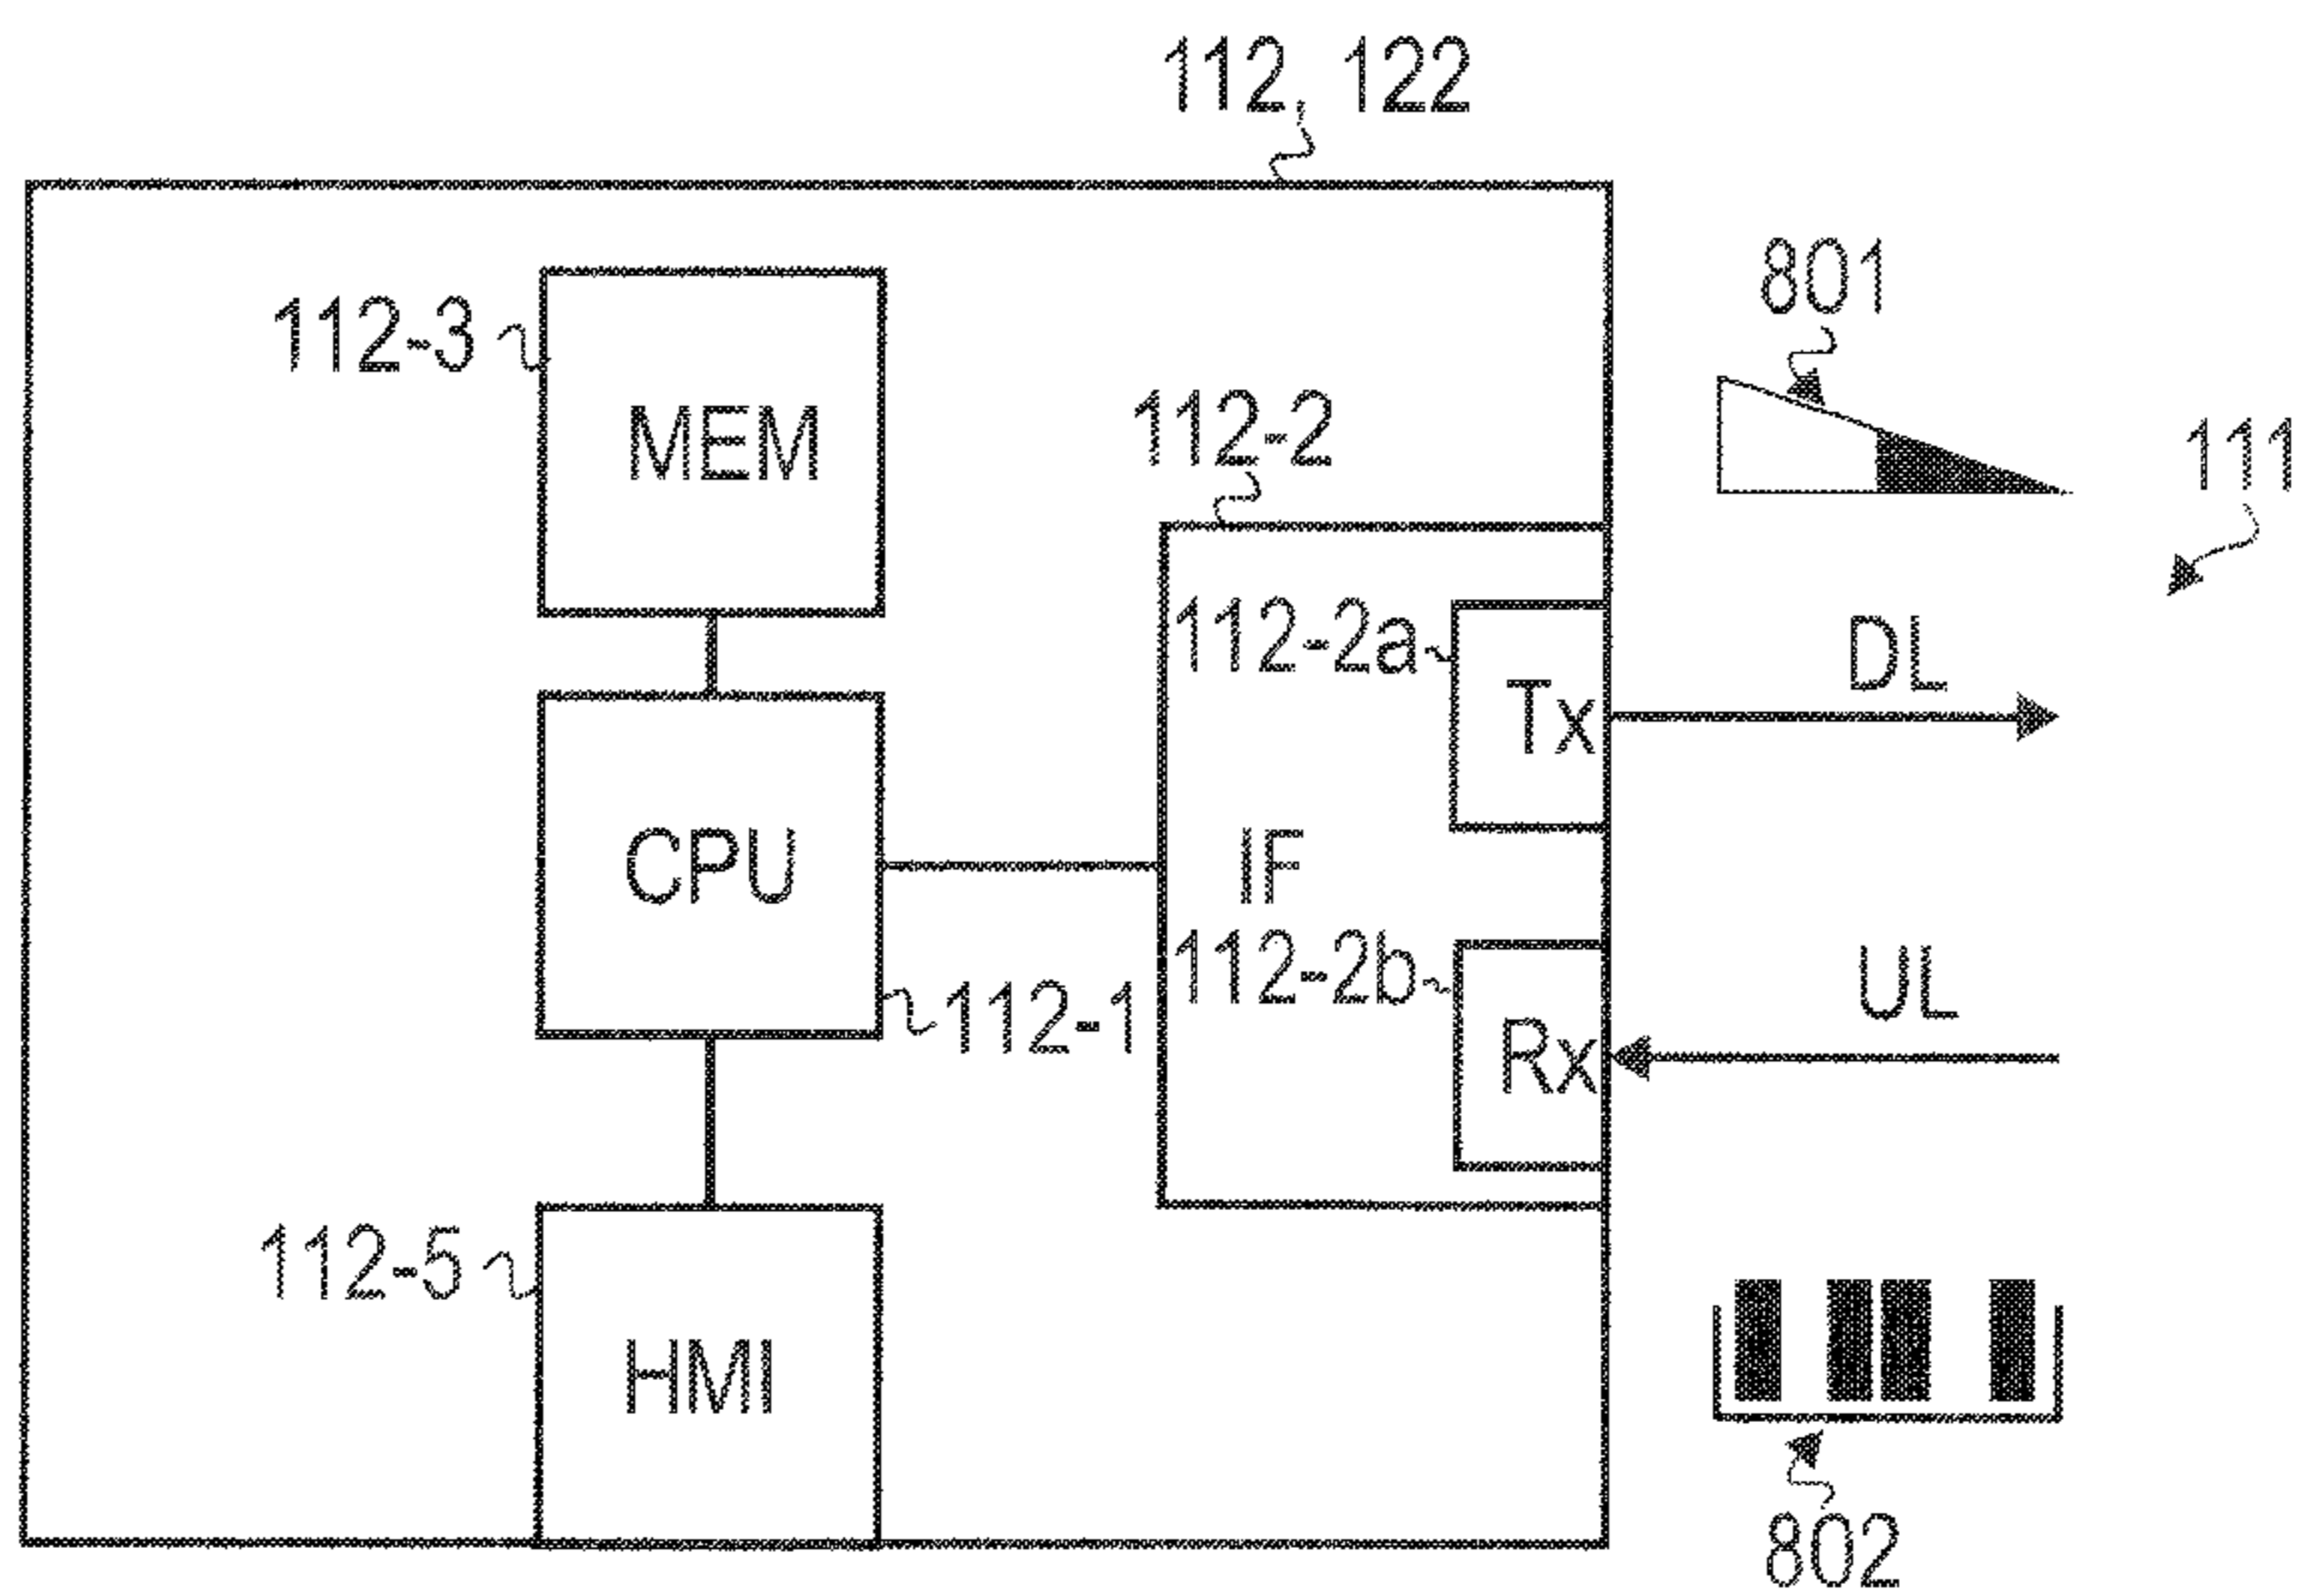 112, 122
801
112-3
MEM
112-2
111
112-2a
Tx
DL
CPU
IF
112-2b
UL
112-1
Rx
112-5
HMI
802